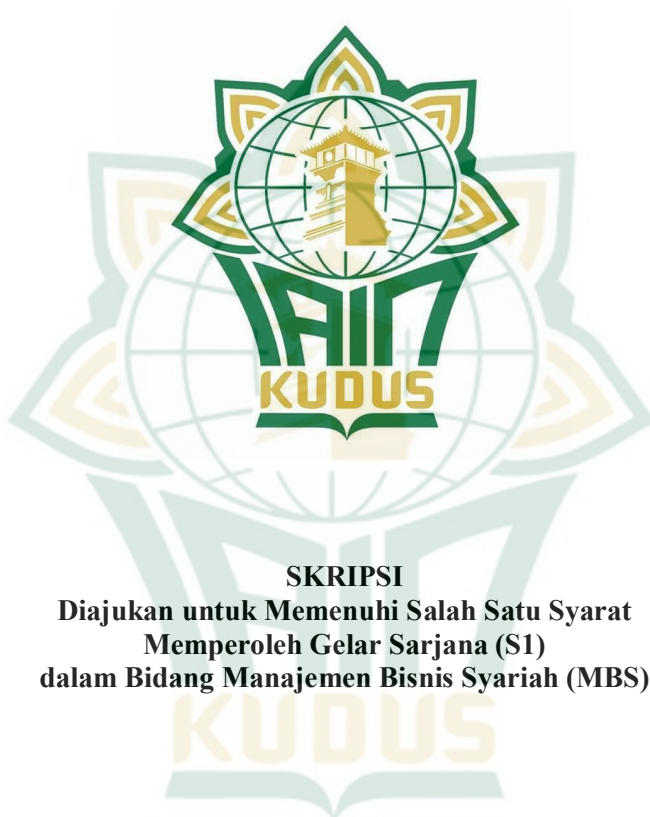 IAIN
KUDUS
SKRIPSI
Diajukan untuk Memenuhi Salah Satu Syarat
Memperoleh Gelar Sarjana (S1)
dalam Bidang Manajemen Bisnis Syariah (MBS)
KUDUS